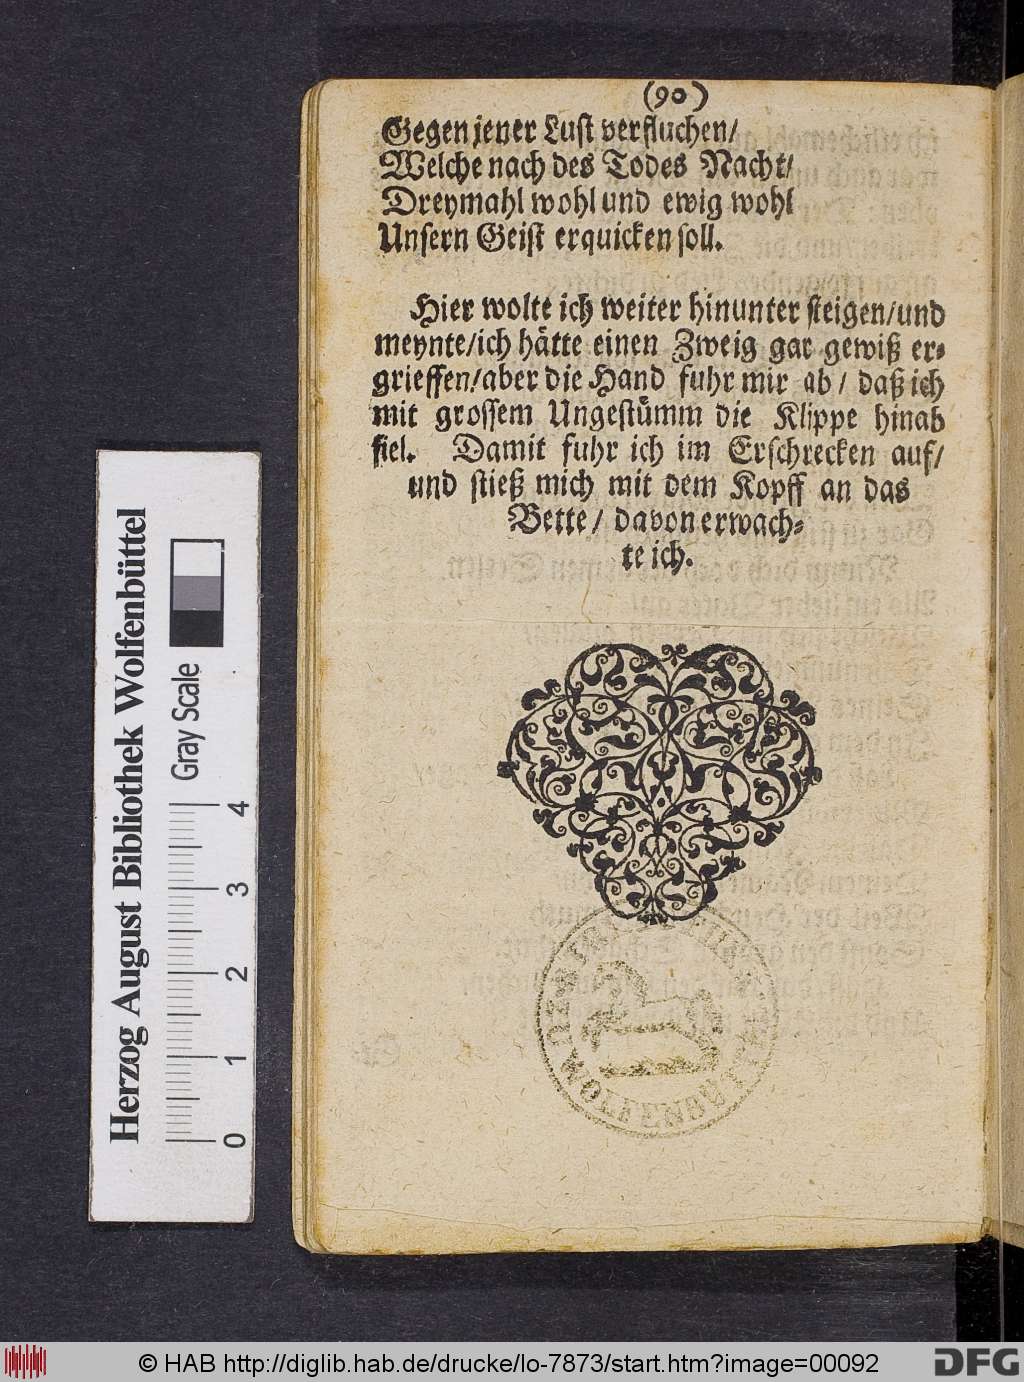 (90)
Gegen jener Lust verfluchen/
Welche nach des Todes Nacht/
Dreymahl wohl und ewig wohl
Unsern Geist erquicken soll.
Hier wolte ich weiter hinunter steigen/und
meynte/ich hätte einen Zweig gar gewiß er-
grieffen/aber die Hand fuhr mir ab/ daß ich
mit grossem Ungestümm die Klippe hinab
fiel. Damit fuhr ich im Erschrecken auf/
und stieß mich mit dem Kopff an das
Bette/ davon erwach-
te ich.
Herzog August Bibliothek Wolfenbüttel
Gray Scale
0 1 2 3 4
© HAB http://diglib.hab.de/drucke/lo-7873/start.htm?image=00092
DFG